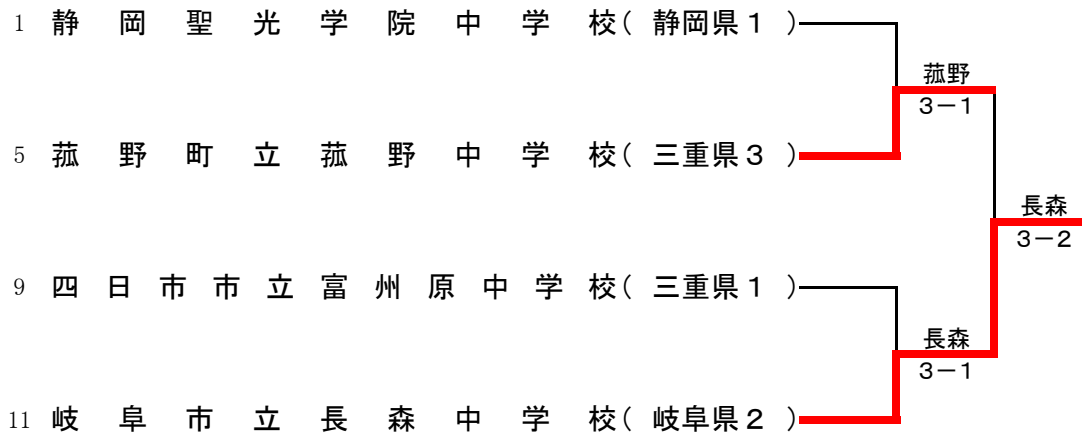 1 静岡聖光学院中学校(静岡県1)
菰野
3－1
5 菰野町立菰野中学校(三重県3)
長森
3－2
9 四日市市立富州原中学校(三重県1)
長森
3－1
11 岐阜市立長森中学校(岐阜県2)